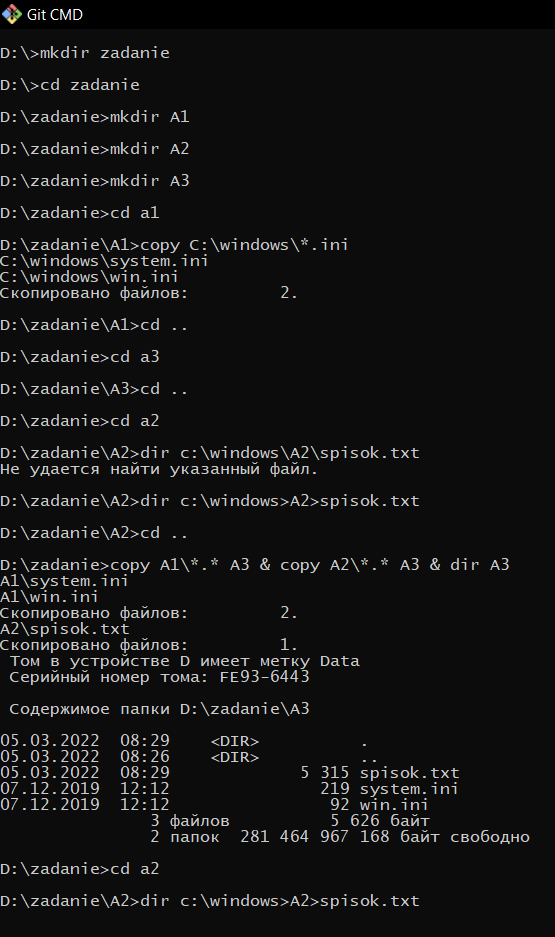 Git CMD
D:\>mkdir zadanie
D:\>cd zadanie
D:\zadanie>mkdir A1
D:\zadanie>mkdir A2
D:\zadanie>mkdir A3
D:\zadanie>cd a1
D:\zadanie\A1>copy C:\windows\*.ini
C:\windows\system.ini
C:\windows\win.ini
Скопировано файлов:         2.
D:\zadanie\A1>cd ..
D:\zadanie>cd a3
D:\zadanie\A3>cd ..
D:\zadanie>cd a2
D:\zadanie\A2>dir c:\windows\A2\spisok.txt
Не удается найти указанный файл.
D:\zadanie\A2>dir c:\windows>A2>spisok.txt
D:\zadanie\A2>cd ..
D:\zadanie>copy A1\*.* A3 & copy A2\*.* A3 & dir A3
A1\system.ini
A1\win.ini
Скопировано файлов:         2.
A2\spisok.txt
Скопировано файлов:         1.
 Том в устройстве D имеет метку Data
 Серийный номер тома: FE93-6443
 Содержимое папки D:\zadanie\A3
05.03.2022  08:29    <DIR>          .
05.03.2022  08:26    <DIR>          ..
05.03.2022  08:29             5 315 spisok.txt
07.12.2019  12:12               219 system.ini
07.12.2019  12:12                92 win.ini
               3 файлов          5 626 байт
               2 папок  281 464 967 168 байт свободно
D:\zadanie>cd a2
D:\zadanie\A2>dir c:\windows>A2>spisok.txt